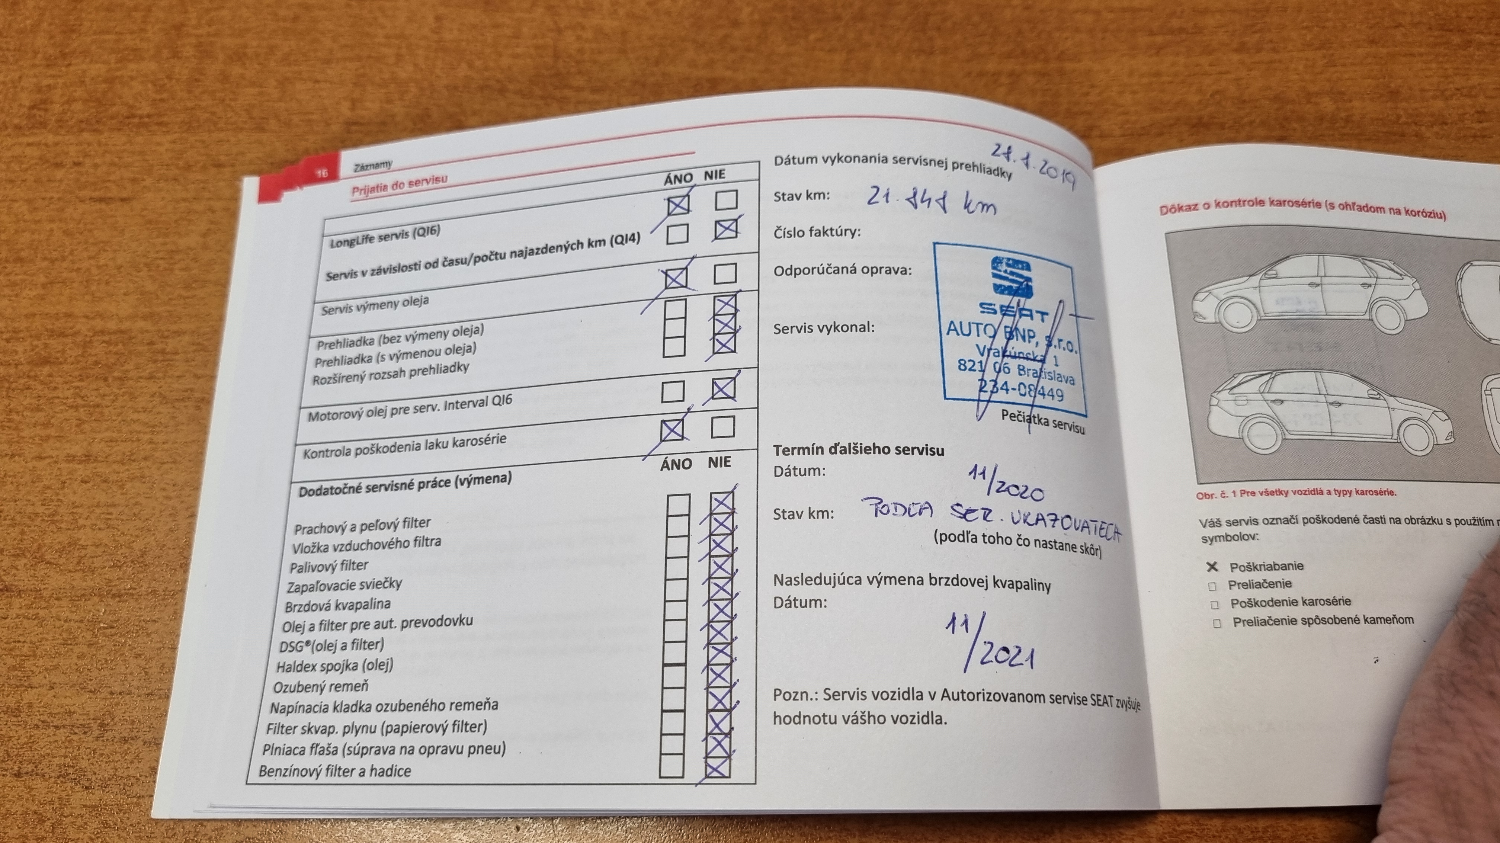 16
Záznamy
Prijatia do servisu
ÁNO NIE
LongLife servis (QI6)
Servis v závislosti od času/počtu najazdených km (QI4)
Servis výmeny oleja
Prehliadka (bez výmeny oleja)
Prehliadka (s výmenou oleja)
Rozšírený rozsah prehliadky
Motorový olej pre serv. Interval QI6
Kontrola poškodenia laku karosérie
ÁNO NIE
Dodatočné servisné práce (výmena)
Prachový a peľový filter
Vložka vzduchového filtra
Palivový filter
Zapaľovacie sviečky
Brzdová kvapalina
Olej a filter pre aut. prevodovku
DSG®(olej a filter)
Haldex spojka (olej)
Ozubený remeň
Napínacia kladka ozubeného remeňa
Filter skvap. plynu (papierový filter)
Plniaca fľaša (súprava na opravu pneu)
Benzínový filter a hadice
Dátum vykonania servisnej prehliadky
Stav km: km
Číslo faktúry:
Odporúčaná oprava:
Servis vykonal:
SEAT
AUTO BNP, s.r.o.
Vrakúnska 1
821 06 Bratislava
234-08449
Pečiatka servisu
Termín ďalšieho servisu
Dátum: 11/2020
Stav km: PODĽA SER. UKAZOVATEĽA
(podľa toho čo nastane skôr)
Nasledujúca výmena brzdovej kvapaliny
Dátum:
11/2021
Pozn.: Servis vozidla v Autorizovanom servise SEAT zvyšuje
hodnotu vášho vozidla.
Dôkaz o kontrole karosérie (s ohľadom na koróziu)
Obr. č. 1 Pre všetky vozidlá a typy karosérie.
Váš servis označí poškodené časti na obrázku s použitím
symbolov:
Poškriabanie
Preliačenie
Poškodenie karosérie
Preliačenie spôsobené kameňom